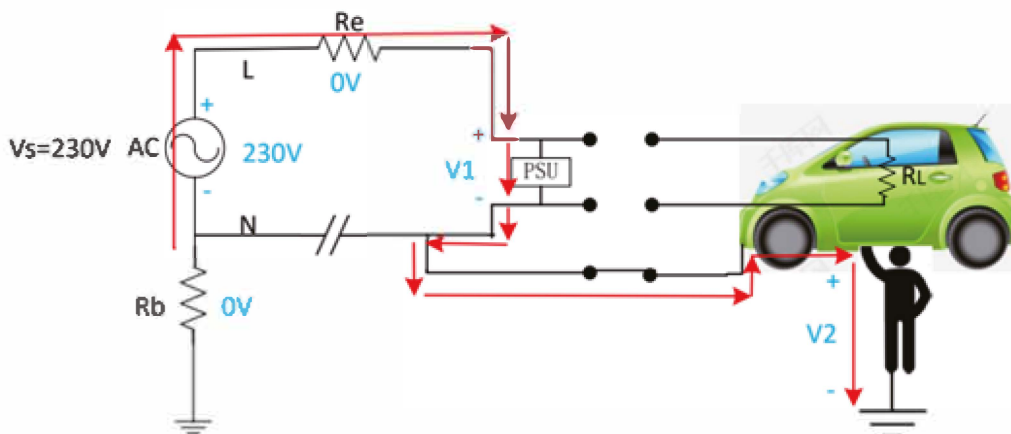 Re
L
0V
+
Vs=230V AC
230V
-
+
V1
-
PSU
RL
N
Rb
0V
+
V2
-